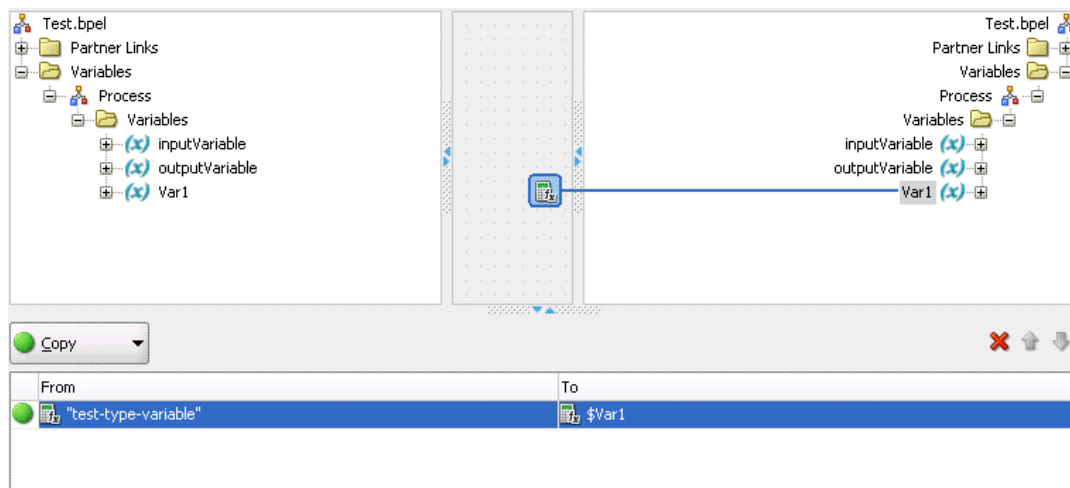 Test.bpel
Partner Links
Variables
Process
Variables
(x) inputVariable
(x) outputVariable
(x) Var1
Test.bpel
Partner Links
Variables
Process
Variables
inputVariable (x)
outputVariable (x)
Var1 (x)
Copy
From To
"test-type-variable" $Var1